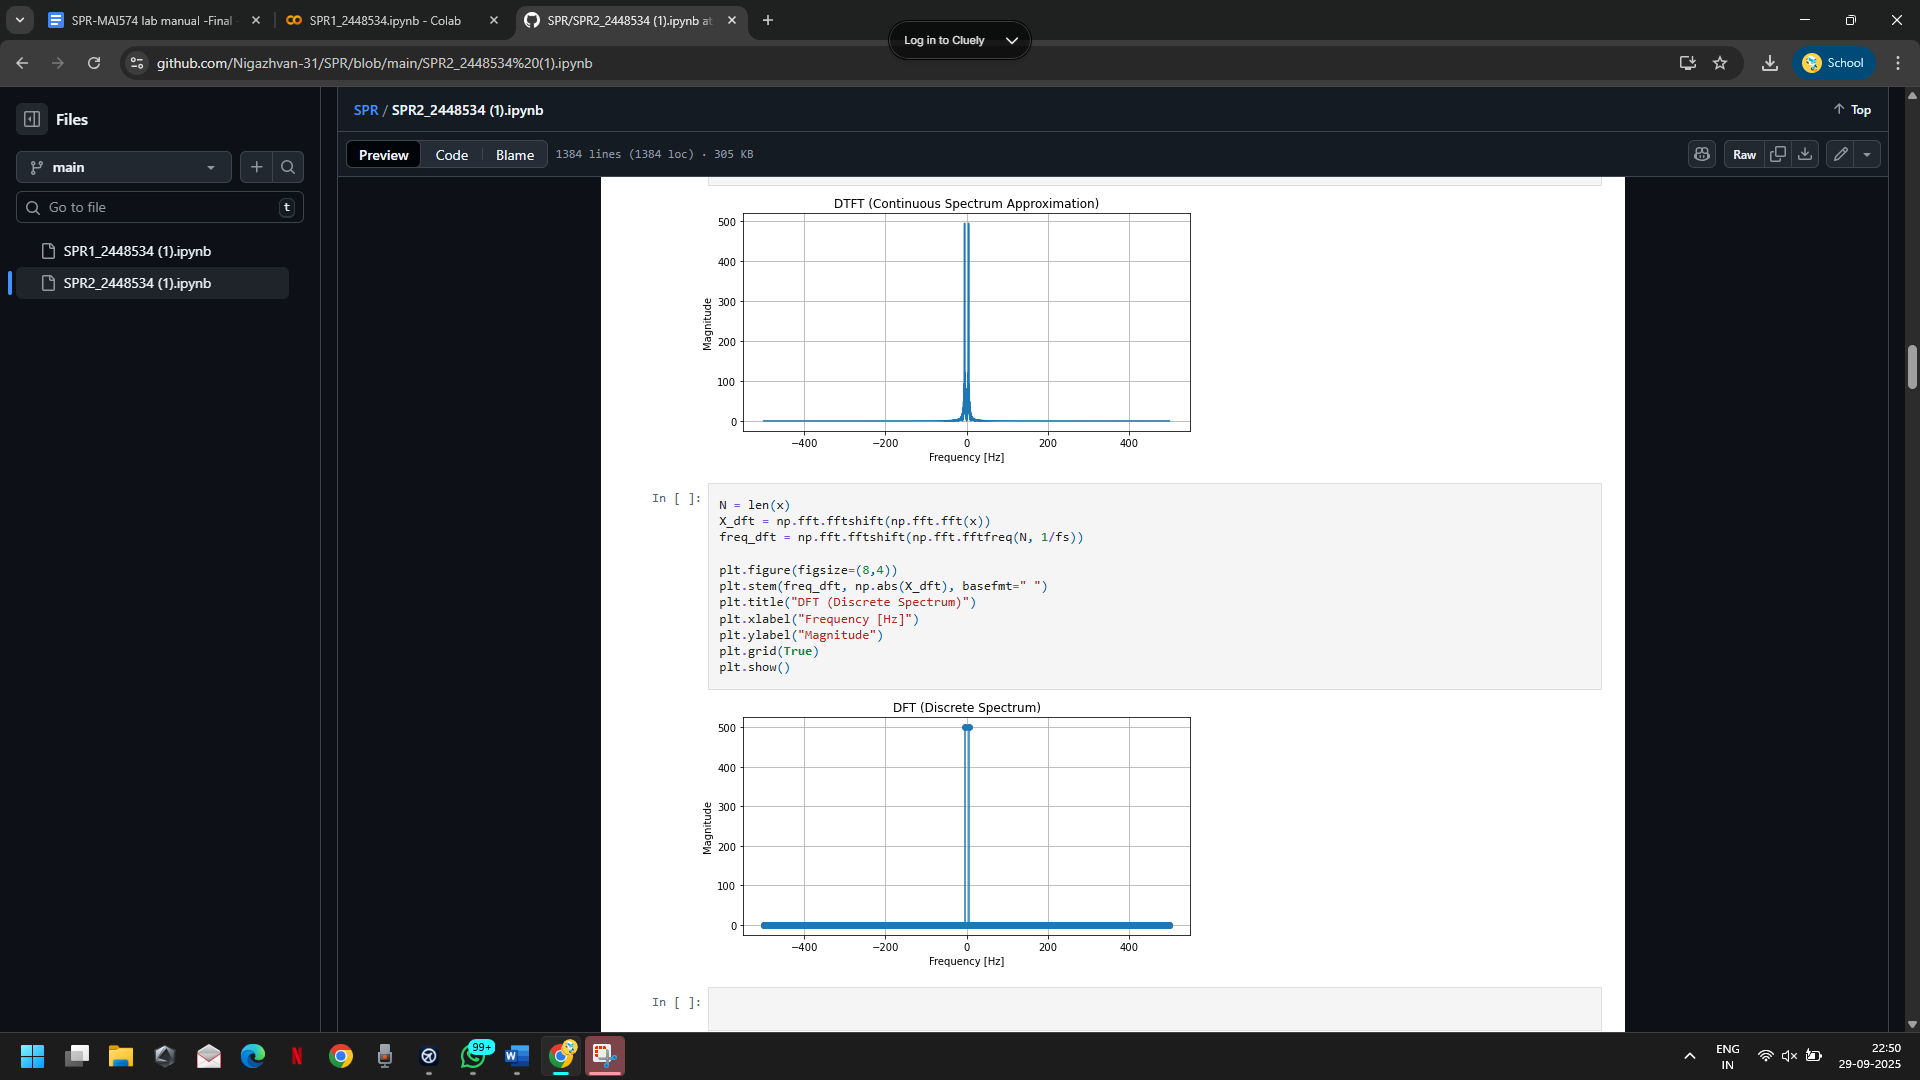 SPR-MAI574 lab manual -Final
SPR1_2448534.ipynb - Colab
SPR/SPR2_2448534 (1).ipynb at
Log in to Cluely
github.com/Nigazhvan-31/SPR/blob/main/SPR2_2448534%20(1).ipynb
School
Files
SPR / SPR2_2448534 (1).ipynb
Top
main
Preview Code Blame 1384 lines (1384 loc) · 305 KB
Raw
Go to file t
SPR1_2448534 (1).ipynb
SPR2_2448534 (1).ipynb
DTFT (Continuous Spectrum Approximation)
500
400
300
200
100
0
Magnitude
−400 −200 0 200 400
Frequency [Hz]
In [ ]:
N = len(x)
X_dft = np.fft.fftshift(np.fft.fft(x))
freq_dft = np.fft.fftshift(np.fft.fftfreq(N, 1/fs))
plt.figure(figsize=(8,4))
plt.stem(freq_dft, np.abs(X_dft), basefmt=" ")
plt.title("DFT (Discrete Spectrum)")
plt.xlabel("Frequency [Hz]")
plt.ylabel("Magnitude")
plt.grid(True)
plt.show()
DFT (Discrete Spectrum)
500
400
300
200
100
0
Magnitude
−400 −200 0 200 400
Frequency [Hz]
In [ ]:
99+
ENG
IN
22:50
29-09-2025